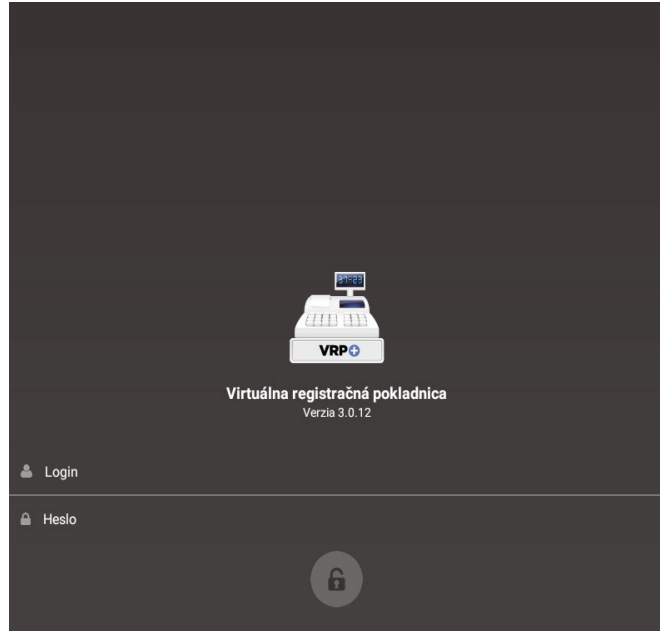 VRP
Virtuálna registračná pokladnica
Verzia 3.0.12
Login
Heslo